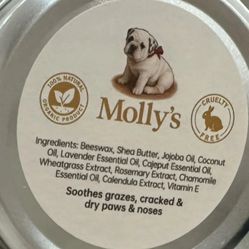 100% NATURAL
ORGANIC PRODUCT
CRUELTY
FREE
Molly's
Ingredients: Beeswax, Shea Butter, Jojoba Oil, Coconut
Oil, Lavender Essential Oil, Cajeput Essential Oil,
Wheatgrass Extract, Rosemary Extract, Chamomile
Essential Oil, Calendula Extract, Vitamin E
Soothes grazes, cracked &
dry paws & noses